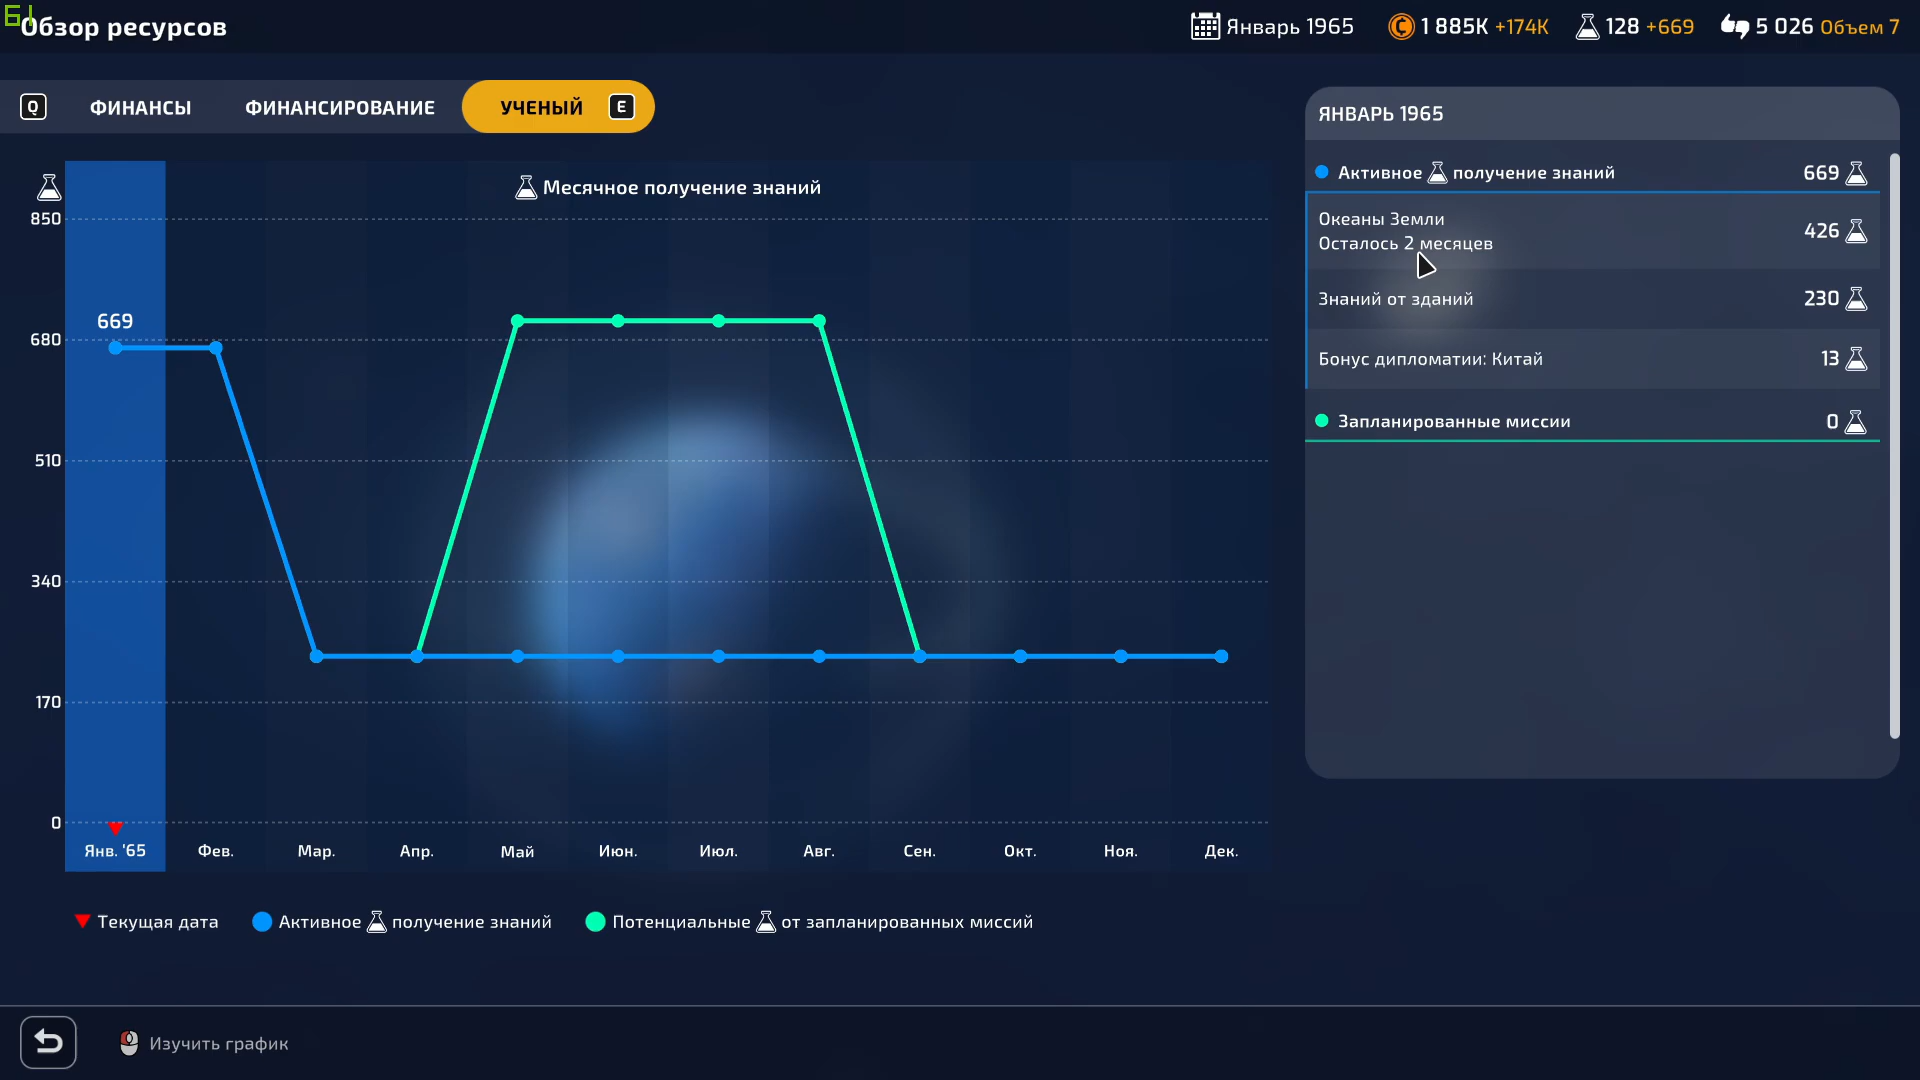 61
Обзор ресурсов
Январь 1965
1 885K +174K
128 +669
5 026 Объем 7
Q
ФИНАНСЫ
ФИНАНСИРОВАНИЕ
УЧЕНЫЙ
E
Месячное получение знаний
850
680
510
340
170
0
669
Янв. '65
Фев.
Мар.
Апр.
Май
Июн.
Июл.
Авг.
Сен.
Окт.
Ноя.
Дек.
Текущая дата
Активное получение знаний
Потенциальные от запланированных миссий
ЯНВАРЬ 1965
Активное получение знаний 669
Океаны Земли
Осталось 2 месяцев
426
Знаний от зданий 230
Бонус дипломатии: Китай 13
Запланированные миссии 0
Изучить график